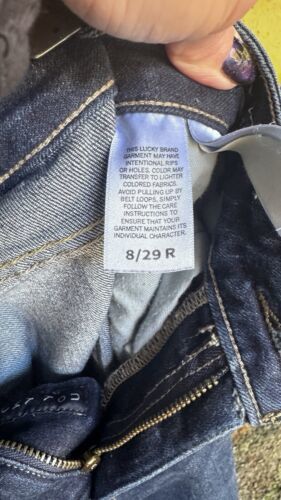 THIS LUCKY BRAND
GARMENT MAY HAVE
INTENTIONAL RIPS
OR HOLES, COLOR MAY
TRANSFER TO LIGHTER
COLORED FABRICS.
AVOID PULLING UP BY
BELT LOOPS, SIMPLY
FOLLOW THE CARE
INSTRUCTIONS TO
ENSURE THAT YOUR
GARMENT MAINTAINS ITS
INDIVIDUAL CHARACTER.
8/29 R